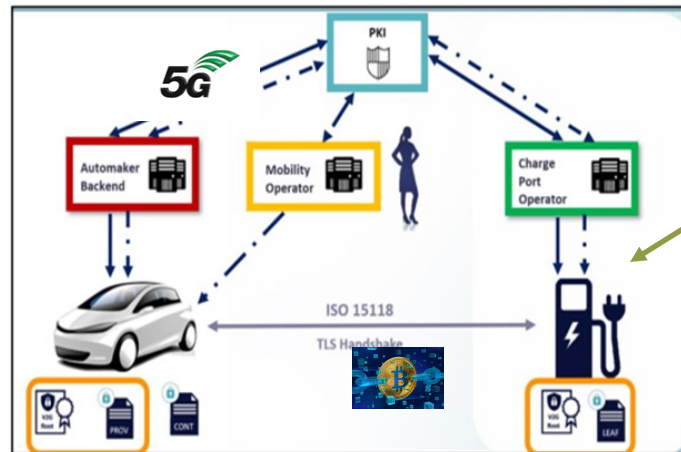 PKI
5G
Automaker
Backend
Mobility
Operator
Charge
Port
Operator
ISO 15118
TLS Handshake
V2G
Root
PROV
CONT
V2G
Root
LEAF